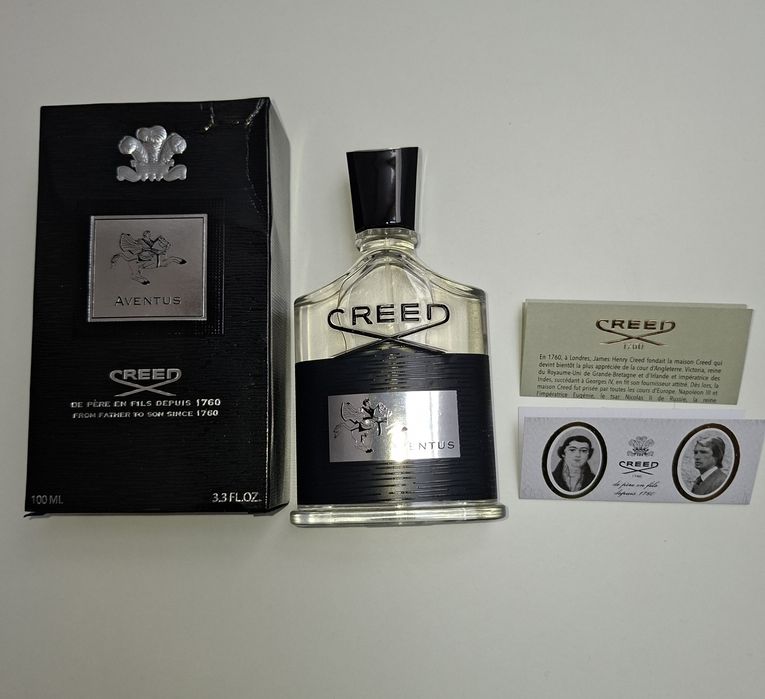 AVENTUS
CREED
DE PÈRE EN FILS DEPUIS 1760
FROM FATHER TO SON SINCE 1760
100 ML
3.3 FL.OZ.
CREED
AVENTUS
CREED
En 1760, à Londres, James Henry Creed fondait la maison Creed qui
devint bientôt la plus appréciée de la cour d'Angleterre. Victoria, reine
du Royaume-Uni de Grande-Bretagne et d'Irlande et impératrice des
Indes, succédant à Georges IV, en fit son fournisseur attitré. Dès lors, la
maison Creed fut prisée par toutes les cours d'Europe. Napoléon III et
l'impératrice Eugénie, le tsar Nicolas II de Russie, la reine
CREED
1760
de père en fils
depuis 1760